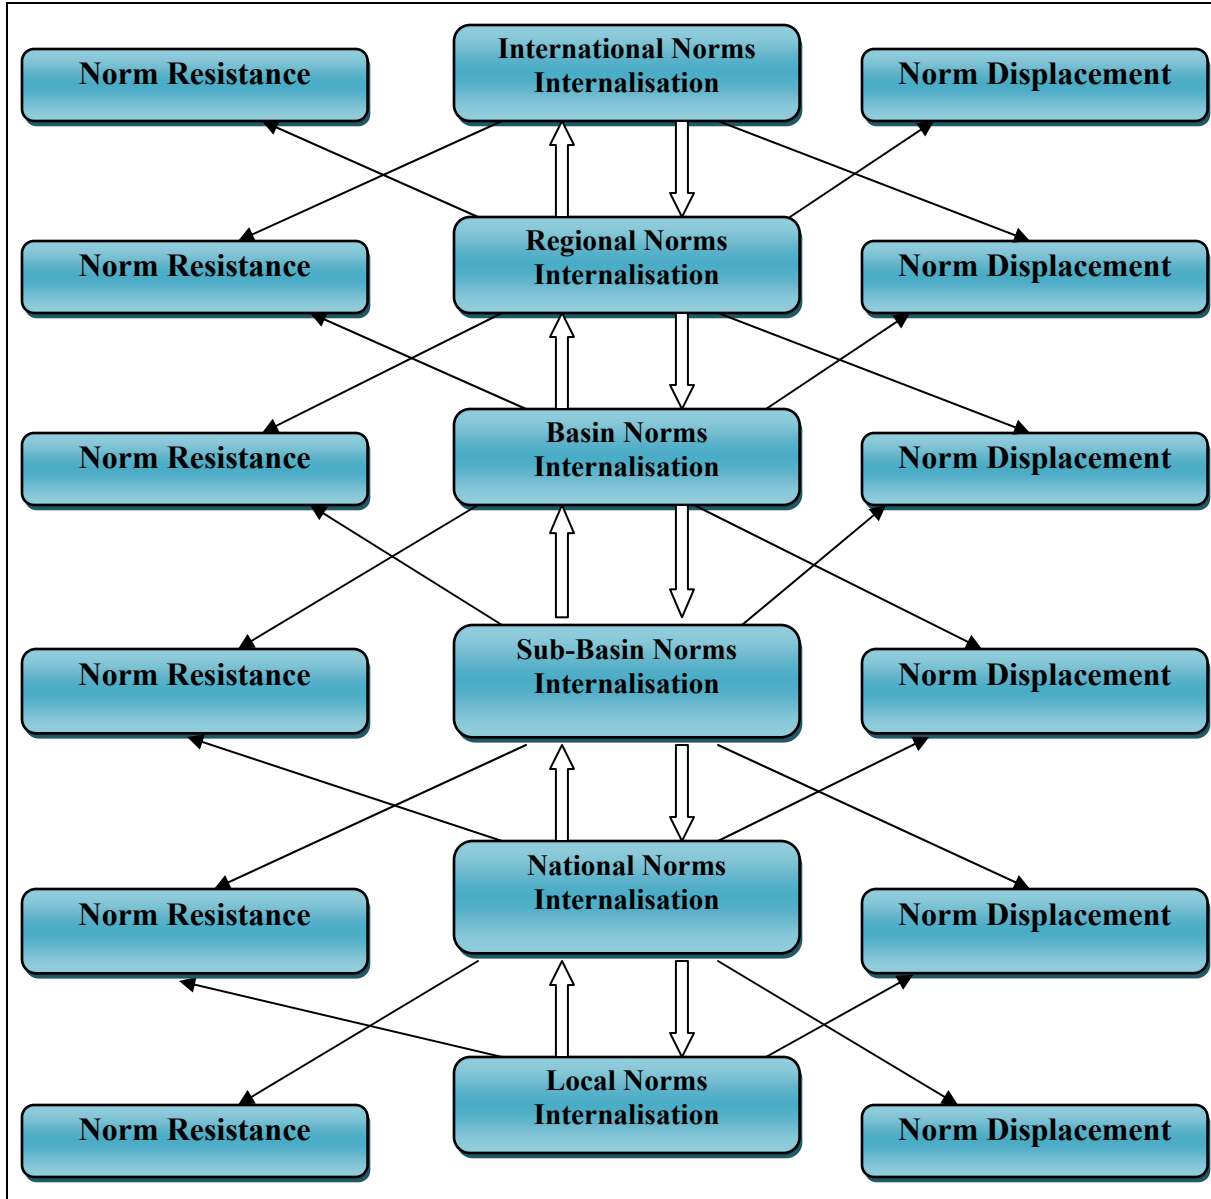 Norm Resistance
International Norms
Internalisation
Norm Displacement
Norm Resistance
Regional Norms
Internalisation
Norm Displacement
Norm Resistance
Basin Norms
Internalisation
Norm Displacement
Norm Resistance
Sub-Basin Norms
Internalisation
Norm Displacement
Norm Resistance
National Norms
Internalisation
Norm Displacement
Norm Resistance
Local Norms
Internalisation
Norm Displacement